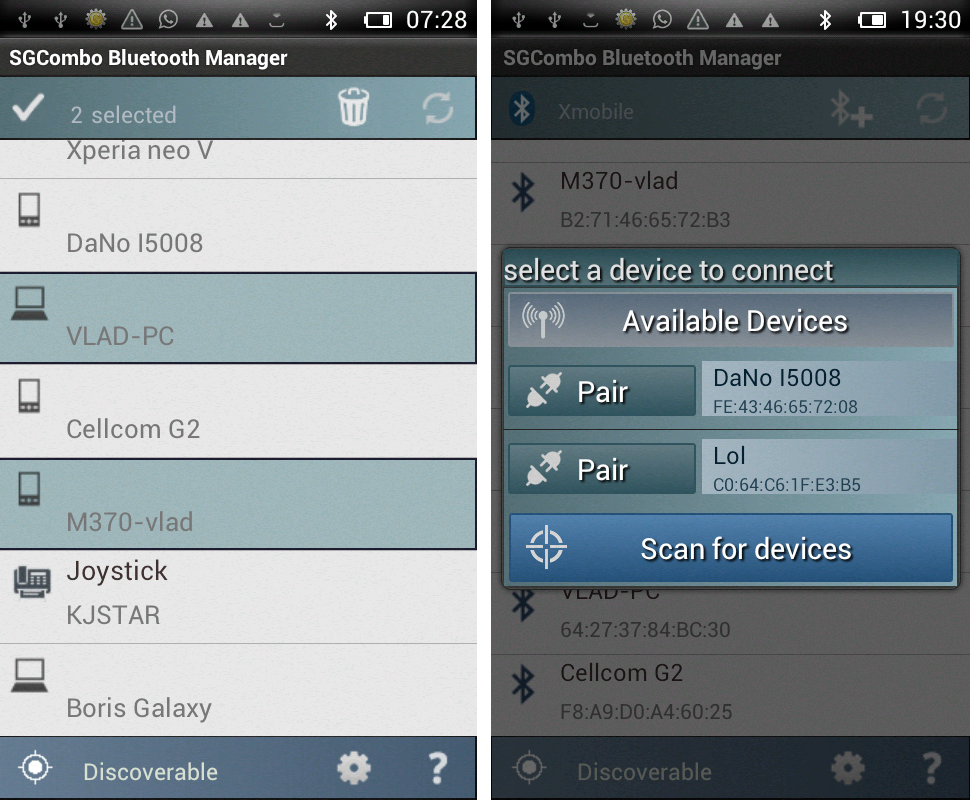 07:28
SGCombo Bluetooth Manager
2 selected
Xperia neo V
DaNo I5008
VLAD-PC
Cellcom G2
M370-vlad
Joystick
KJSTAR
Boris Galaxy
Discoverable
?
19:30
SGCombo Bluetooth Manager
Xmobile
M370-vlad
B2:71:46:65:72:B3
select a device to connect
Available Devices
Pair
DaNo I5008
FE:43:46:65:72:08
Pair
Lol
C0:64:C6:1F:E3:B5
Scan for devices
VLAD-PC
64:27:37:84:BC:30
Cellcom G2
F8:A9:D0:A4:60:25
Discoverable
?